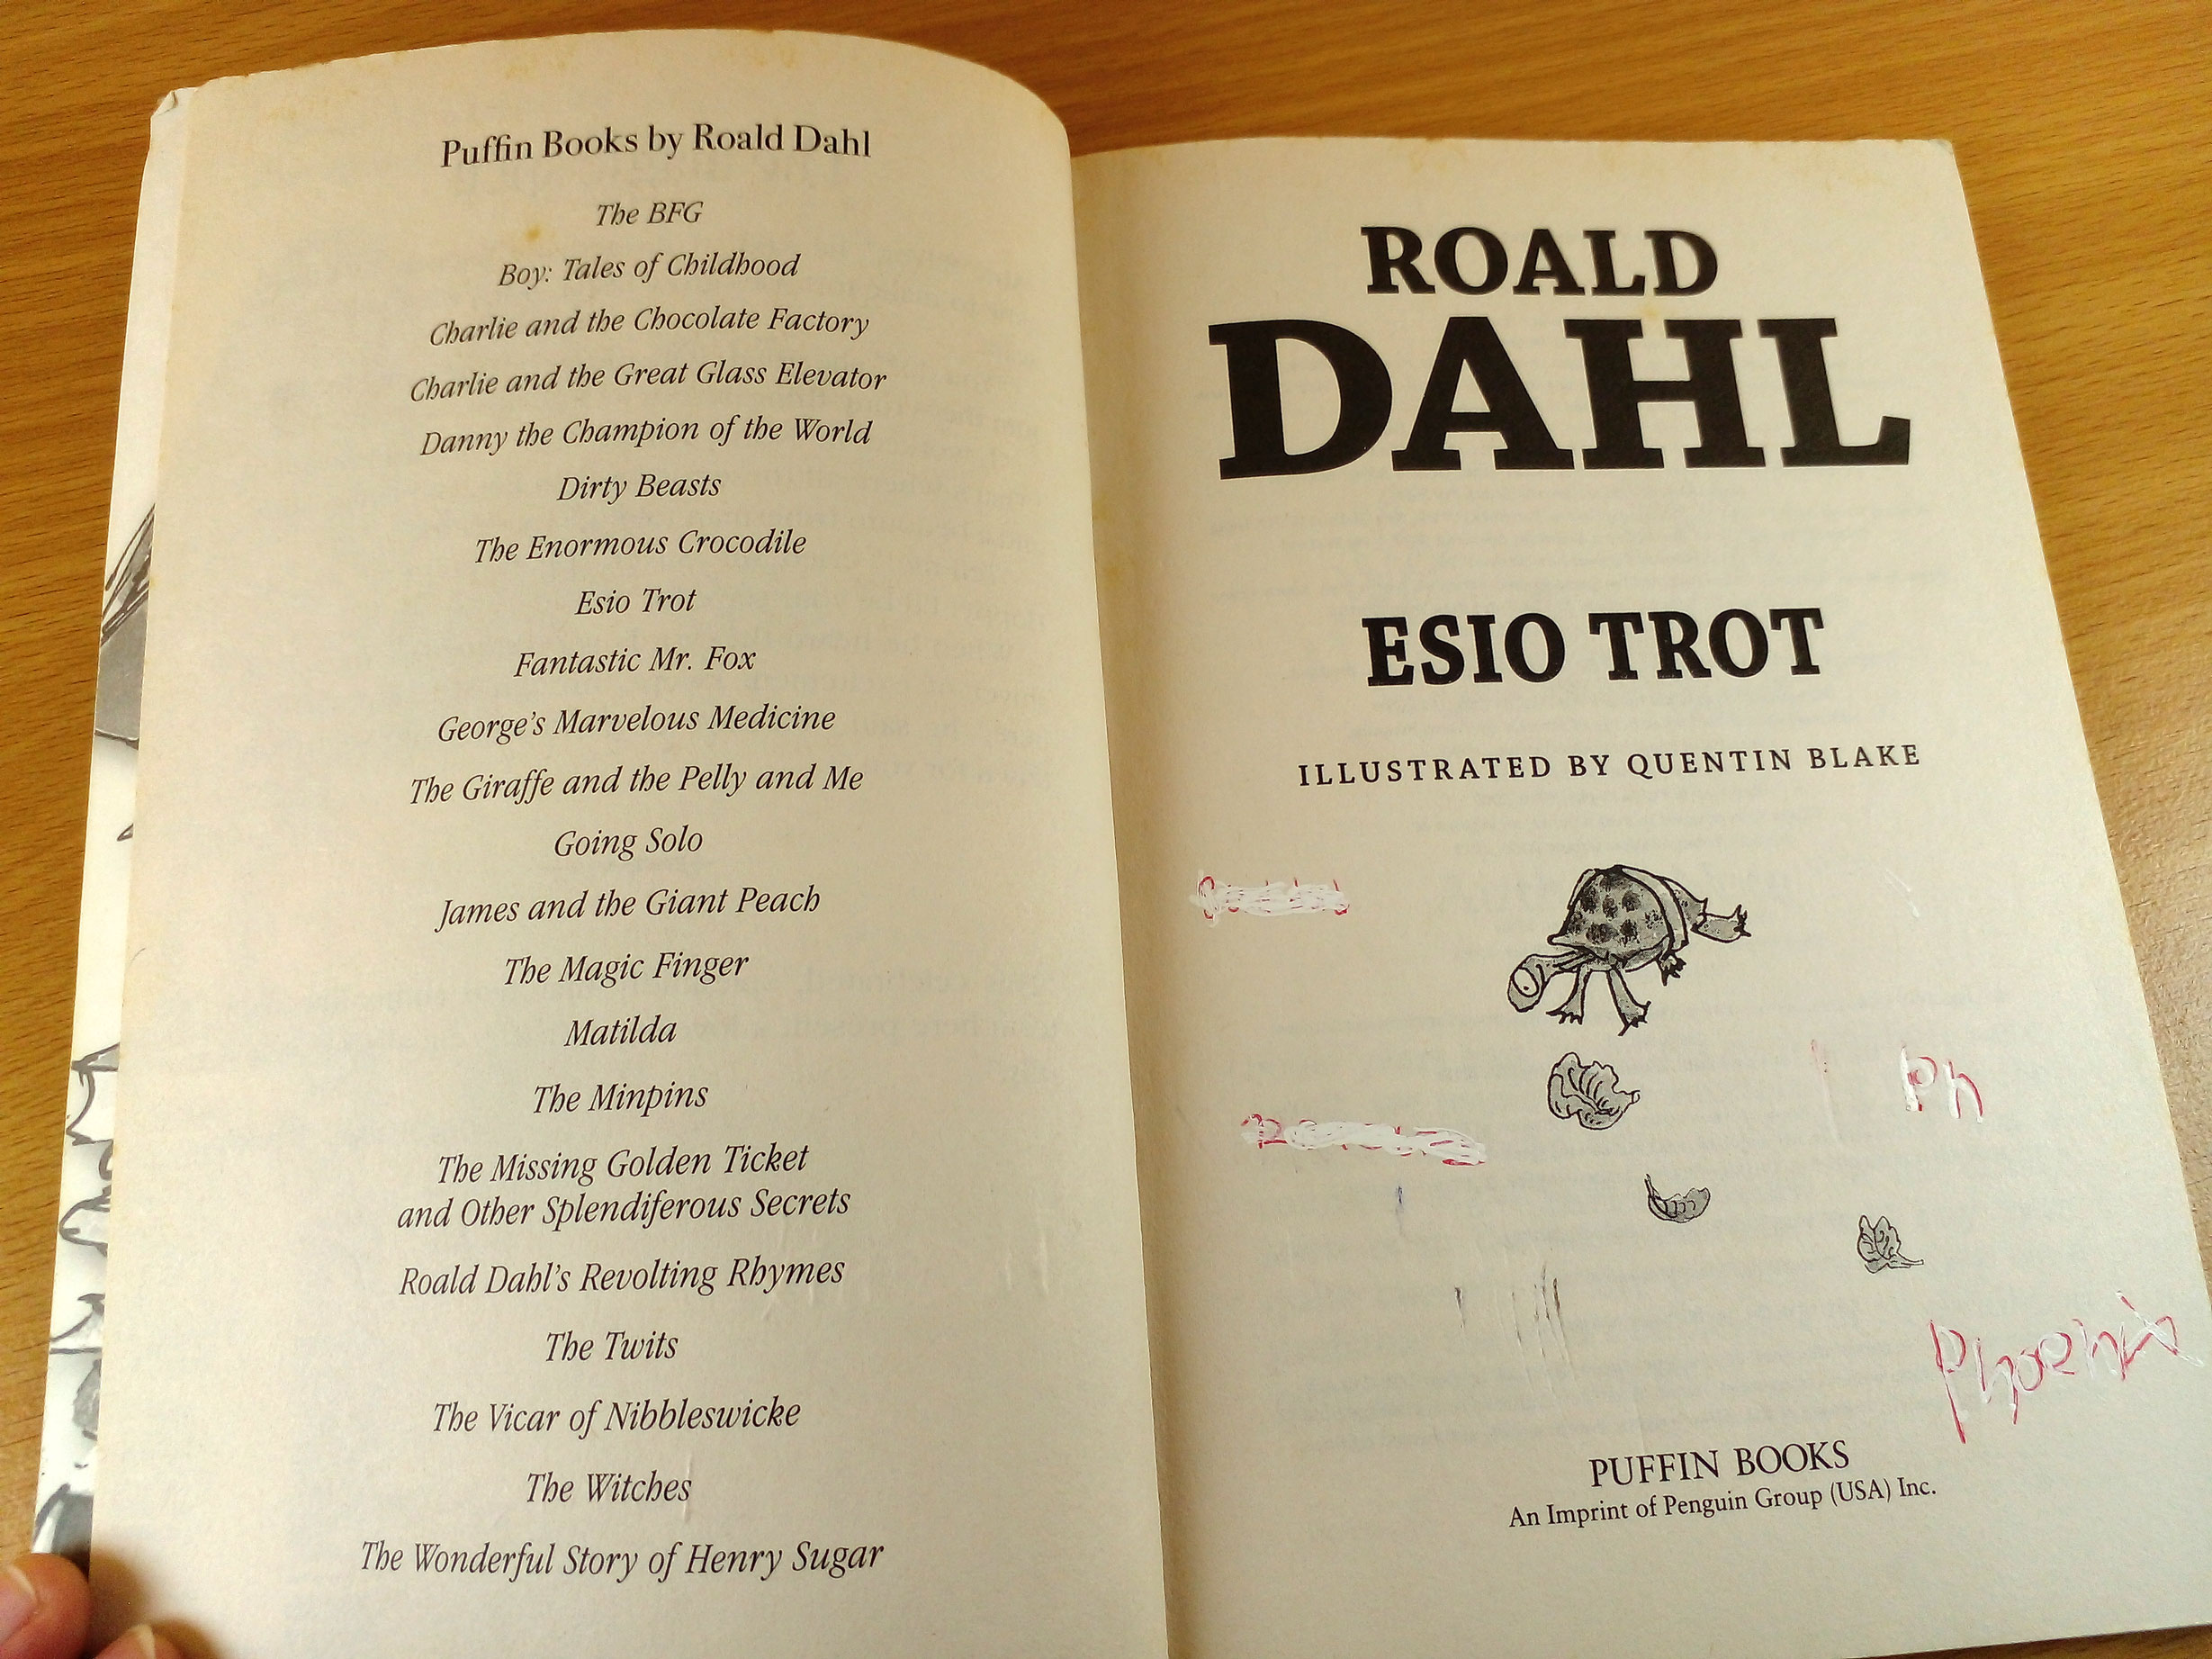 Puffin Books by Roald Dahl
The BFG
Boy: Tales of Childhood
Charlie and the Chocolate Factory
Charlie and the Great Glass Elevator
Danny the Champion of the World
Dirty Beasts
The Enormous Crocodile
Esio Trot
Fantastic Mr. Fox
George's Marvelous Medicine
The Giraffe and the Pelly and Me
Going Solo
James and the Giant Peach
The Magic Finger
Matilda
The Minpins
The Missing Golden Ticket
and Other Splendiferous Secrets
Roald Dahl's Revolting Rhymes
The Twits
The Vicar of Nibbleswicke
The Witches
The Wonderful Story of Henry Sugar
ROALD
DAHL
ESIO TROT
ILLUSTRATED BY QUENTIN BLAKE
Ph
Phoenix
PUFFIN BOOKS
An Imprint of Penguin Group (USA) Inc.